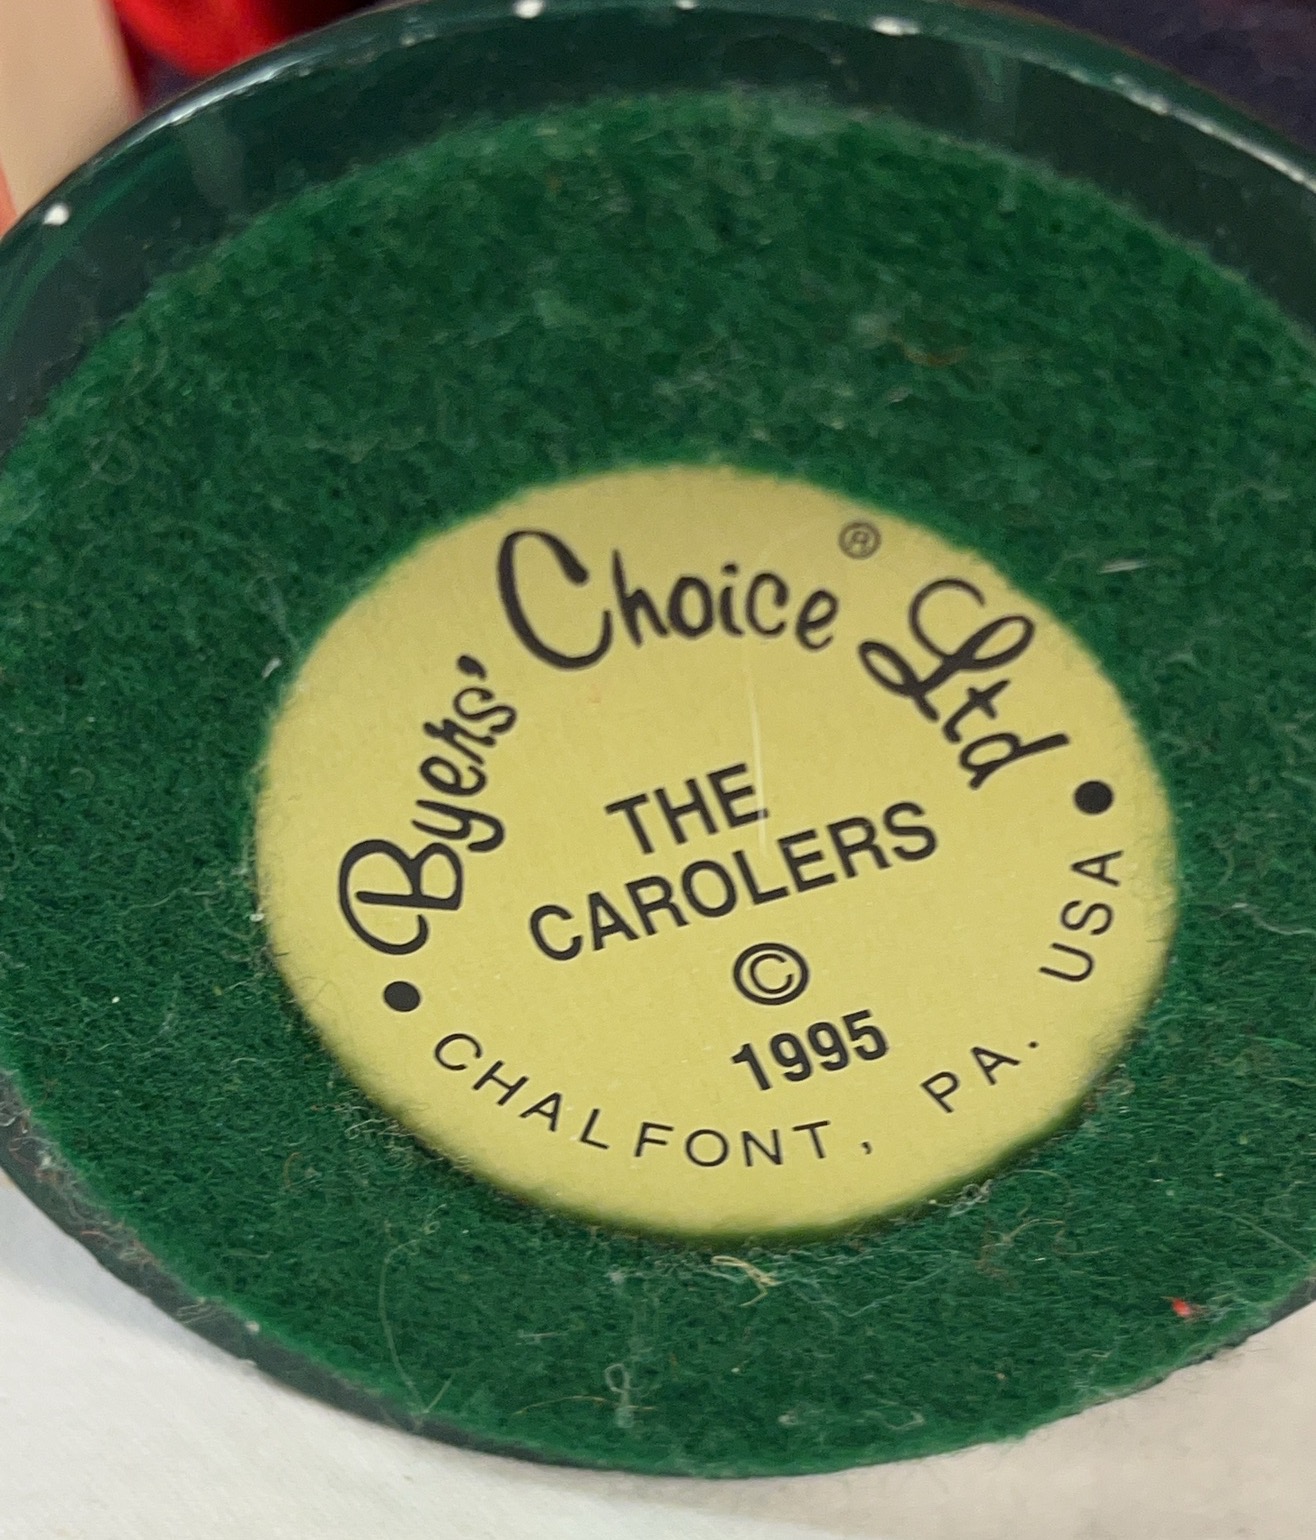 Byers' Choice® Ltd
THE
CAROLERS
©
1995
• CHALFONT, PA. USA •